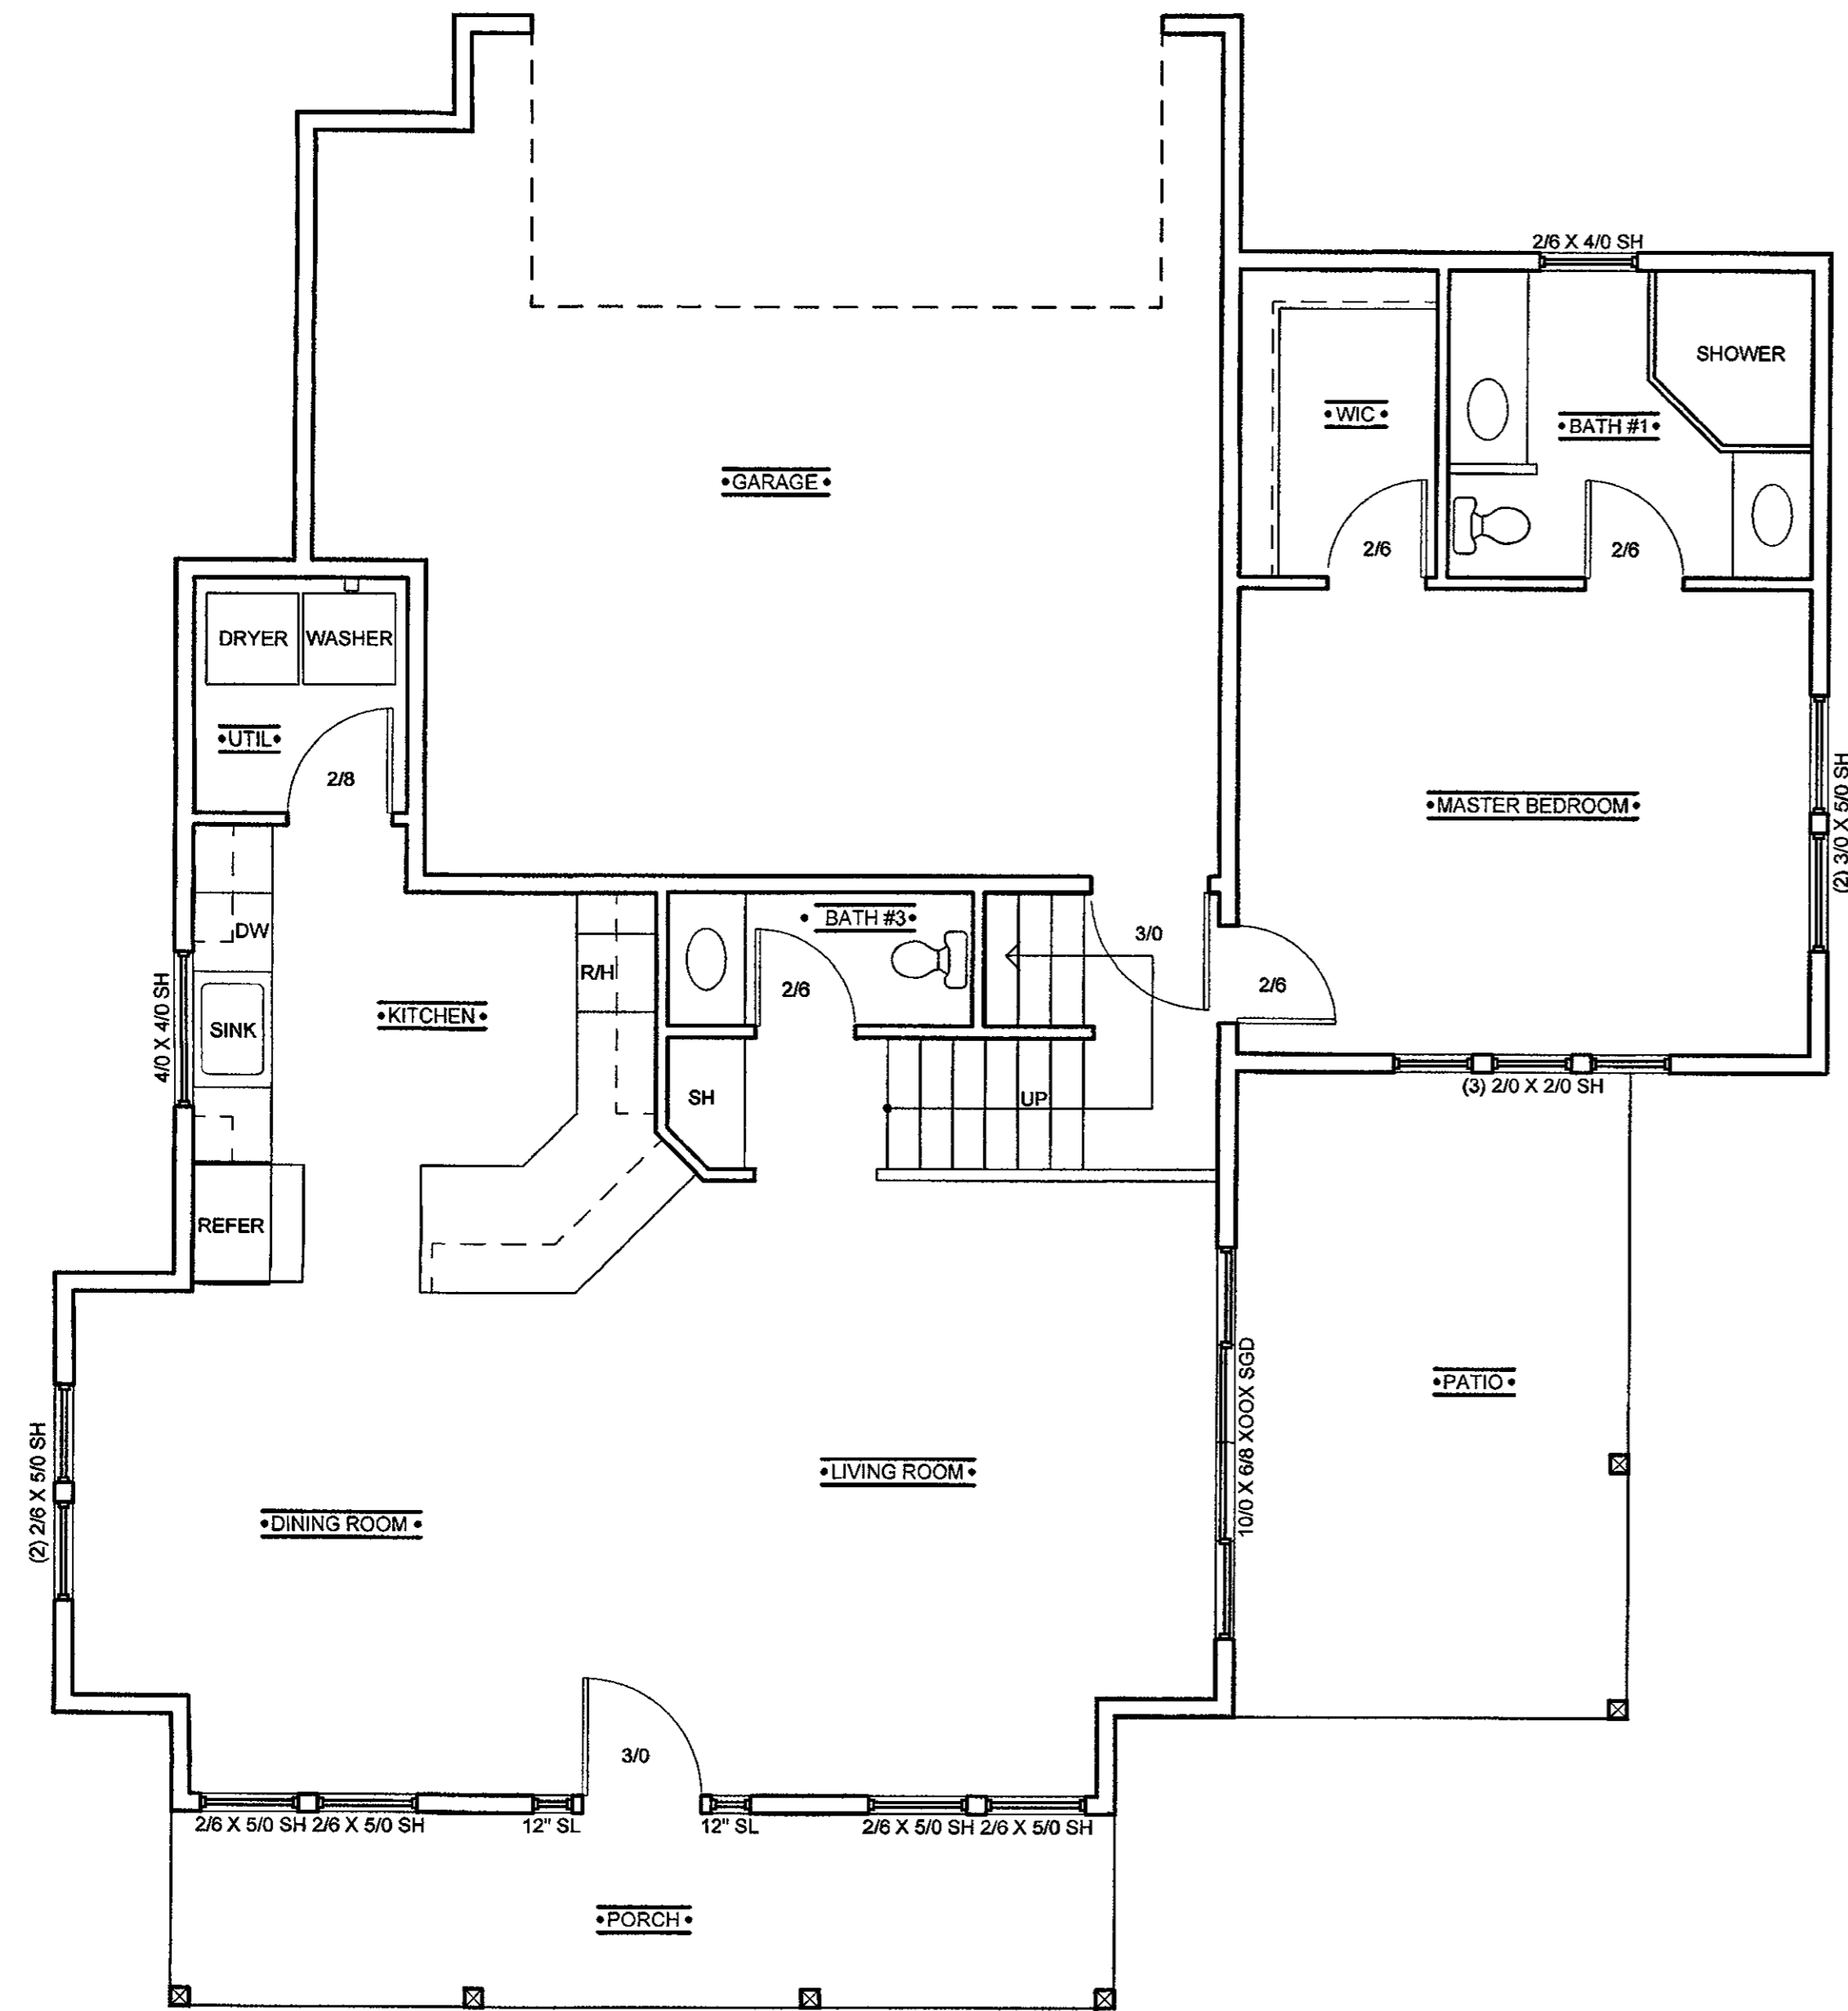 2/6 X 4/0 SH
SHOWER
•WIC•
•BATH #1•
•GARAGE•
2/6
2/6
DRYER
WASHER
•UTIL•
2/8
•MASTER BEDROOM•
(2) 3/0 X 5/0 SH
• BATH #3•
DW
R/H
3/0
2/6
2/6
4/0 X 4/0 SH
SINK
•KITCHEN•
SH
UP
(3) 2/0 X 2/0 SH
REFER
10/0 X 6/8 XOOX SGD
•PATIO•
(2) 2/6 X 5/0 SH
•LIVING ROOM•
•DINING ROOM•
3/0
2/6 X 5/0 SH 2/6 X 5/0 SH
12" SL
12" SL
2/6 X 5/0 SH 2/6 X 5/0 SH
•PORCH•